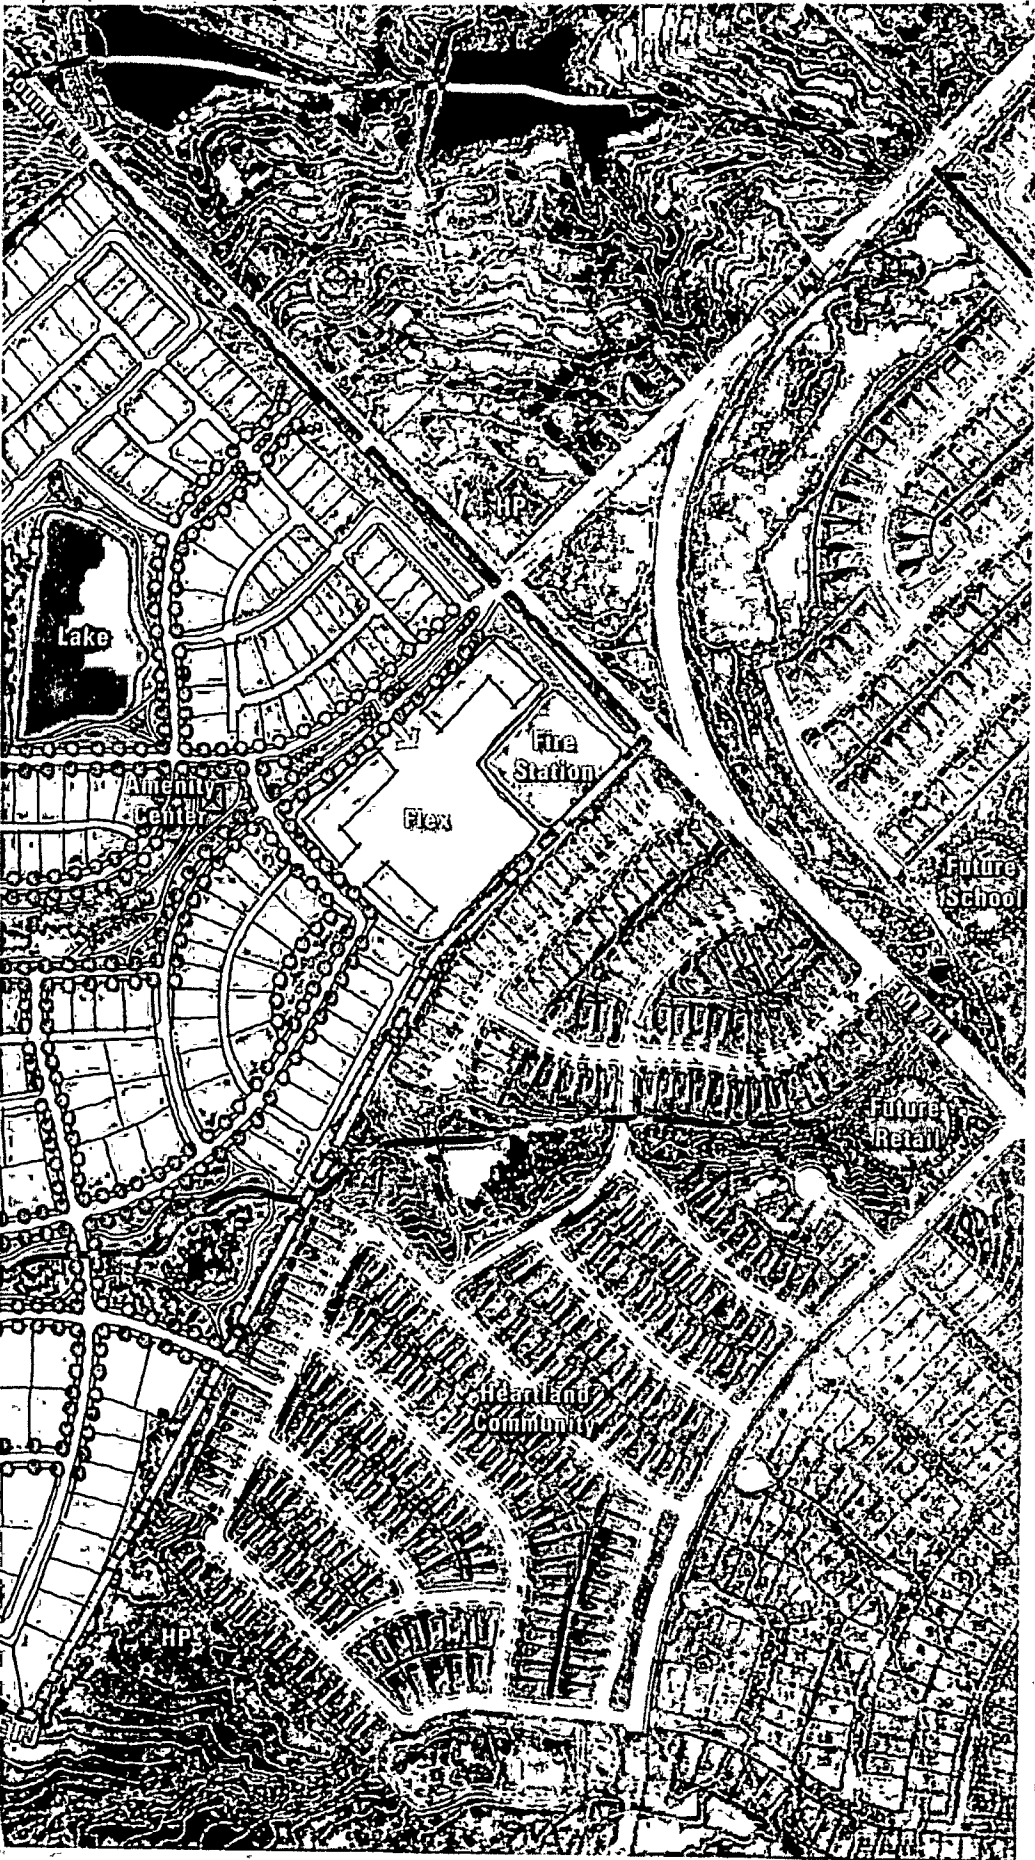 + HP
Lake
Fire
Station
Amenity
Center
Flex
Future
School
Future
Retail
Heartland
Community
+ HP